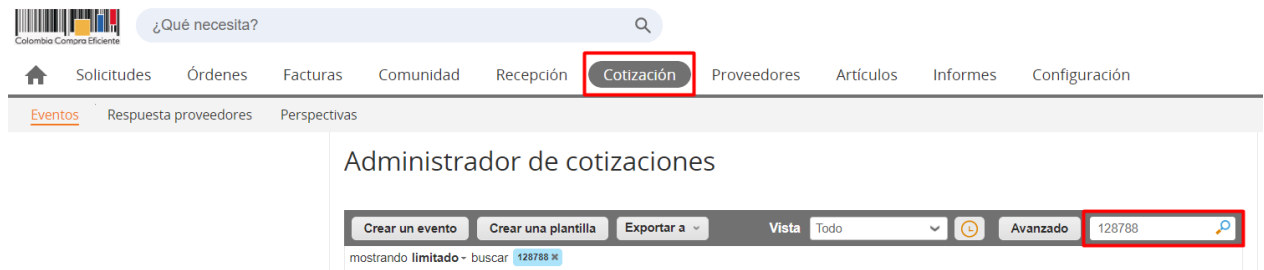 Colombia Compra Eficiente
¿Qué necesita?
Solicitudes Órdenes Facturas Comunidad Recepción Cotización Proveedores Artículos Informes Configuración
Eventos Respuesta proveedores Perspectivas
Administrador de cotizaciones
Crear un evento Crear una plantilla Exportar a Vista Todo Avanzado 128788
mostrando limitado - buscar 128788 x